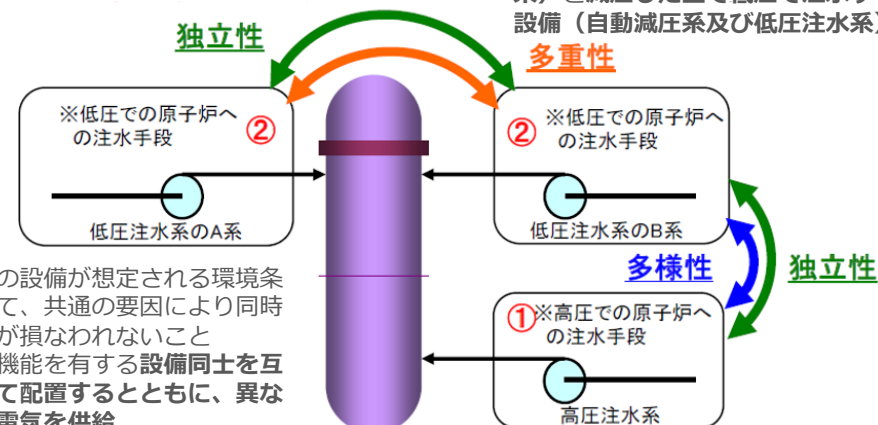 設備（自動減圧系及び低圧注水系）
独立性
多重性
※低圧での原子炉へ
の注水手段
②
低圧注水系のA系
②
※低圧での原子炉へ
の注水手段
低圧注水系のB系
の設備が想定される環境条
て、共通の要因により同時
が損なわれないこと
機能を有する設備同士を互
て配置するとともに、異な
多様性
独立性
①
※高圧での原子炉へ
の注水手段
高圧注水系